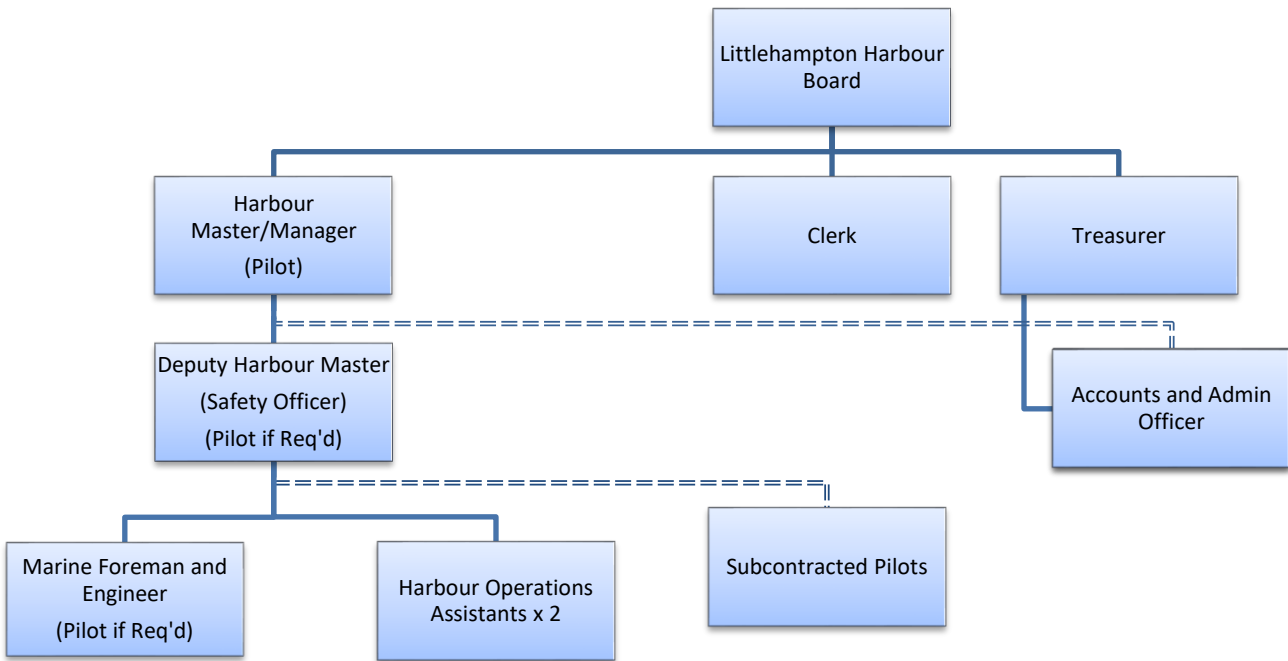 Littlehampton Harbour
Board
Harbour
Master/Manager
(Pilot)
Clerk
Treasurer
Deputy Harbour Master
(Safety Officer)
(Pilot if Req'd)
Accounts and Admin
Officer
Marine Foreman and
Engineer
(Pilot if Req'd)
Harbour Operations
Assistants x 2
Subcontracted Pilots